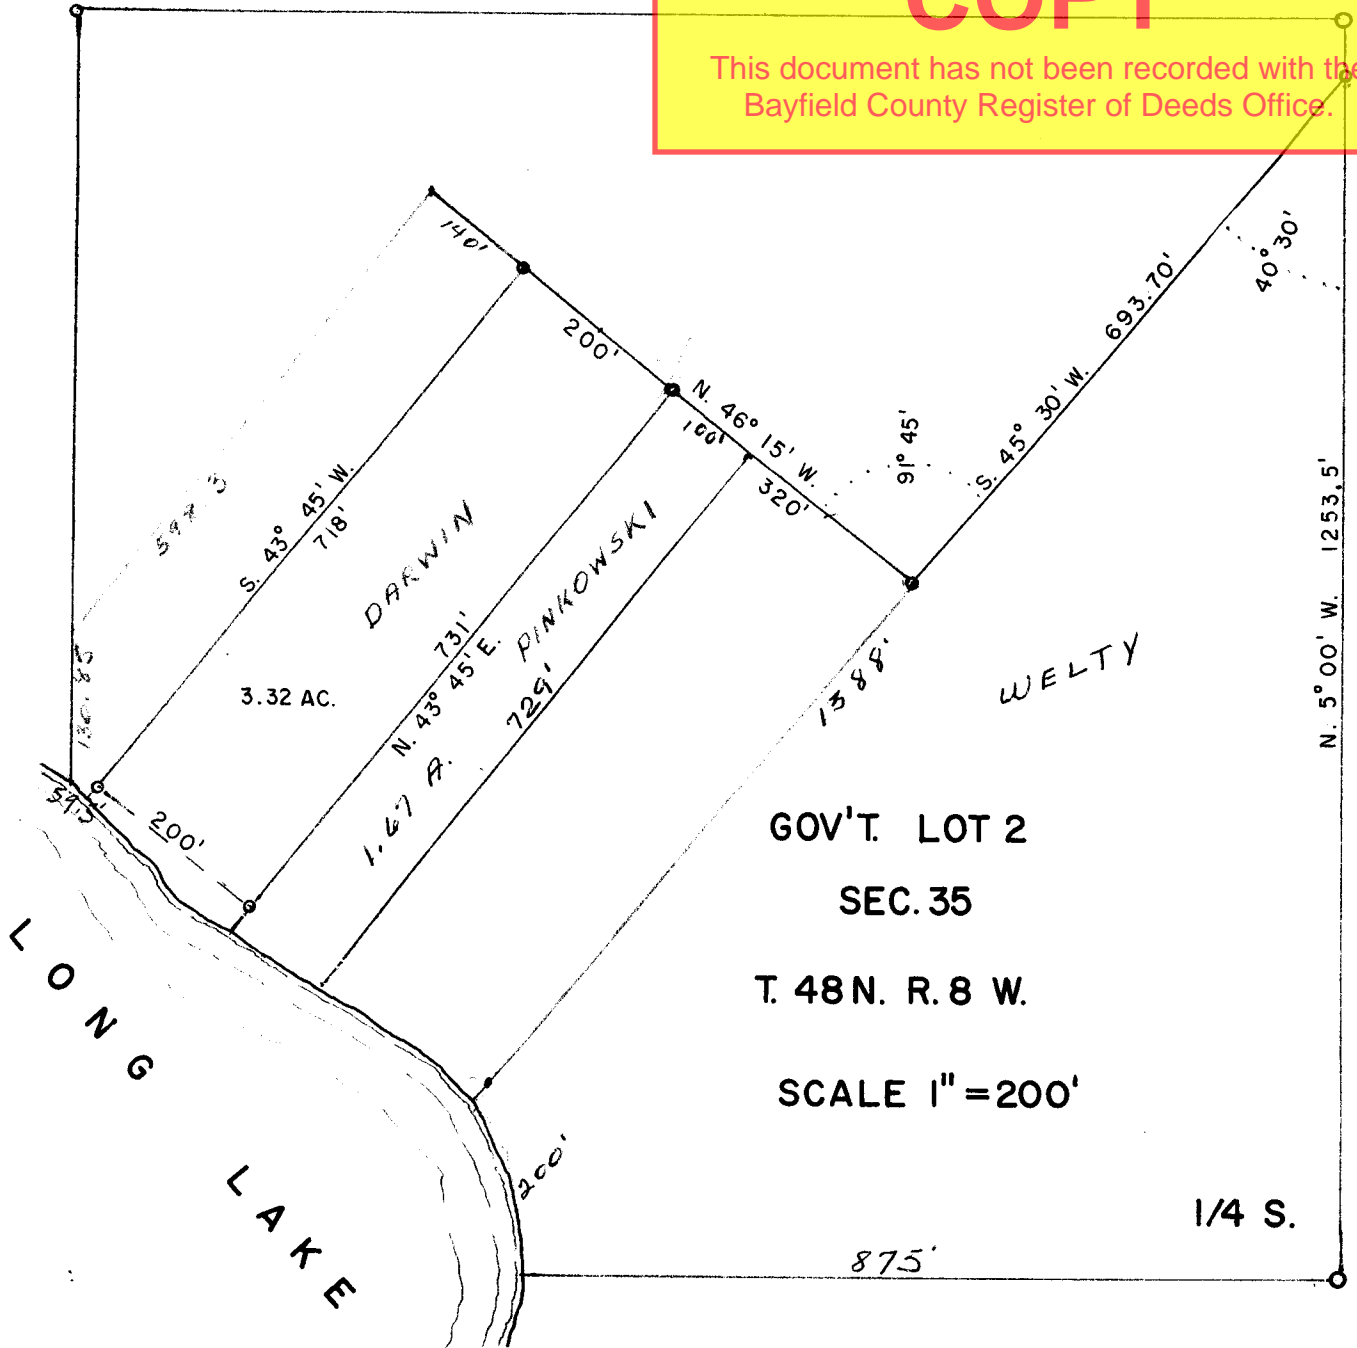 COPY
This document has not been recorded with the
Bayfield County Register of Deeds Office.
140'
200'
N. 46° 15' W.
100'
320'
91° 45'
S. 45° 30' W. 693.70'
40° 30'
N. 5° 00' W. 1253.5'
S. 43° 45' W.
718'
DARWIN
731'
N. 43° 45' E.
PINKOWSKI
729'
1.67 A.
3.32 AC.
1388'
WELTY
200'
GOV'T. LOT 2
SEC. 35
T. 48 N. R. 8 W.
SCALE 1" = 200'
LONG
LAKE
200'
1/4 S.
875'